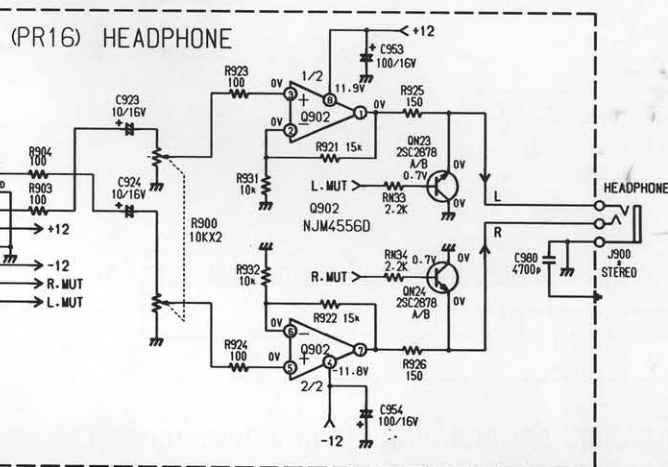 (PR16) HEADPHONE
+12
C953
100/16V
R923
100
1/2
11.9V
8
0V
3
+
Q902
−
2
0V
1
0V
R925
150
C923
10/16V
+
R904
100
R903
100
C924
10/16V
+
+12
-12
R.MUT
L.MUT
R900
10KX2
R921 15k
R931
10k
L.MUT
Q902
NJM4556D
RN33
2.2K
QN23
2SC2878
A/B
0.7V
0V
0V
L
R
HEADPHONE
J900
STEREO
C980
4700p
R932
10k
R.MUT
RN34
2.2K
0.7V
QN24
2SC2878
A/B
0V
0V
R922 15k
0V
6
−
Q902
+
5
7
0V
R924
100
0V
4
-11.8V
2/2
R926
150
C954
100/16V
+
-12